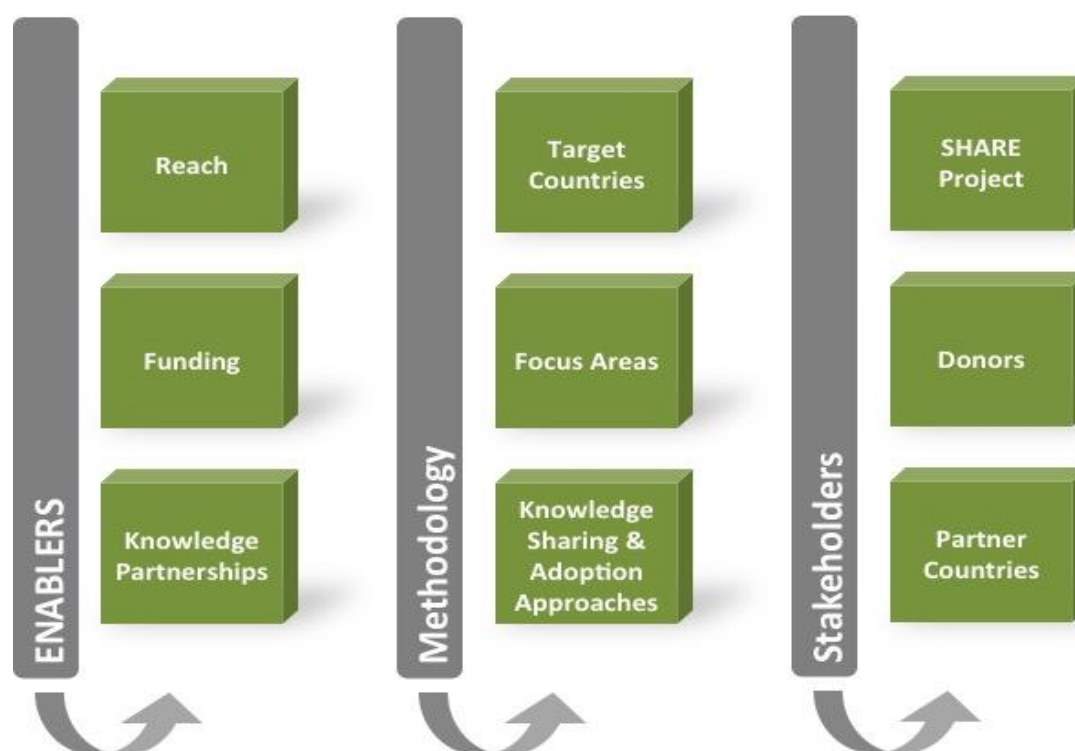 ENABLERS
Reach
Funding
Knowledge
Partnerships
Methodology
Target
Countries
Focus Areas
Knowledge
Sharing &
Adoption
Approaches
Stakeholders
SHARE
Project
Donors
Partner
Countries